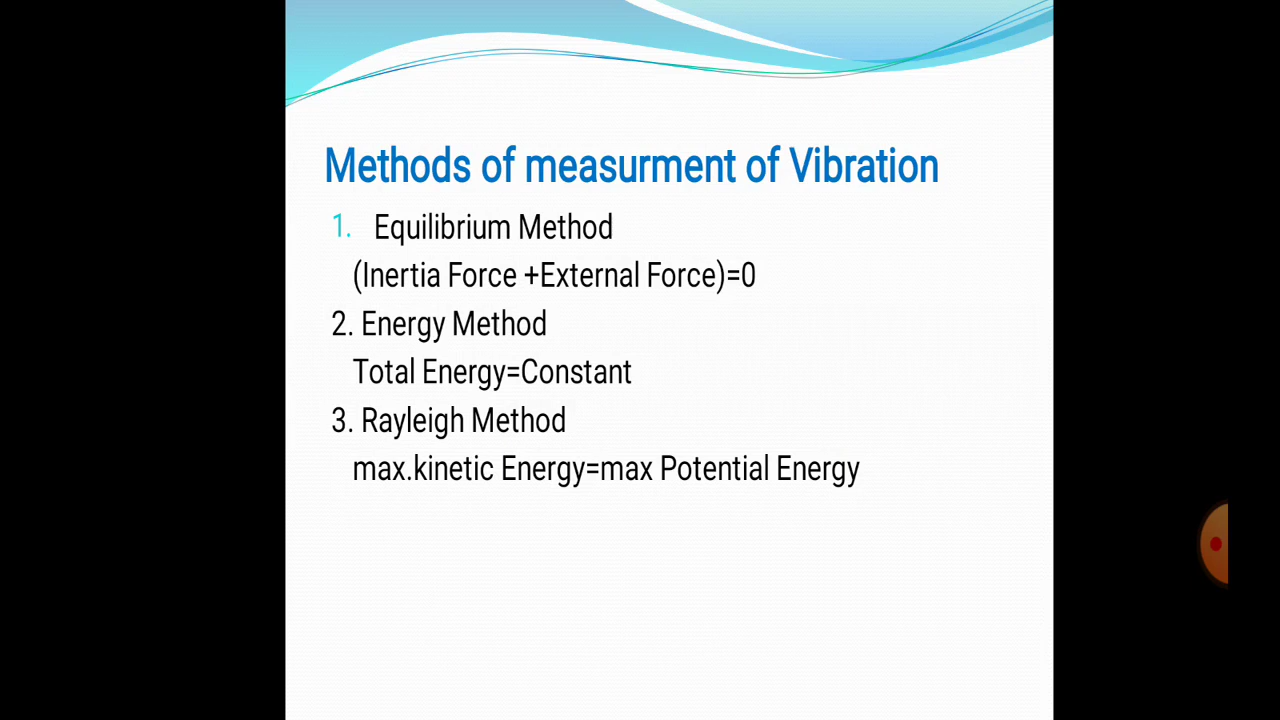 Methods of measurment of Vibration
1. Equilibrium Method
(Inertia Force +External Force)=0
2. Energy Method
Total Energy=Constant
3. Rayleigh Method
max.kinetic Energy=max Potential Energy